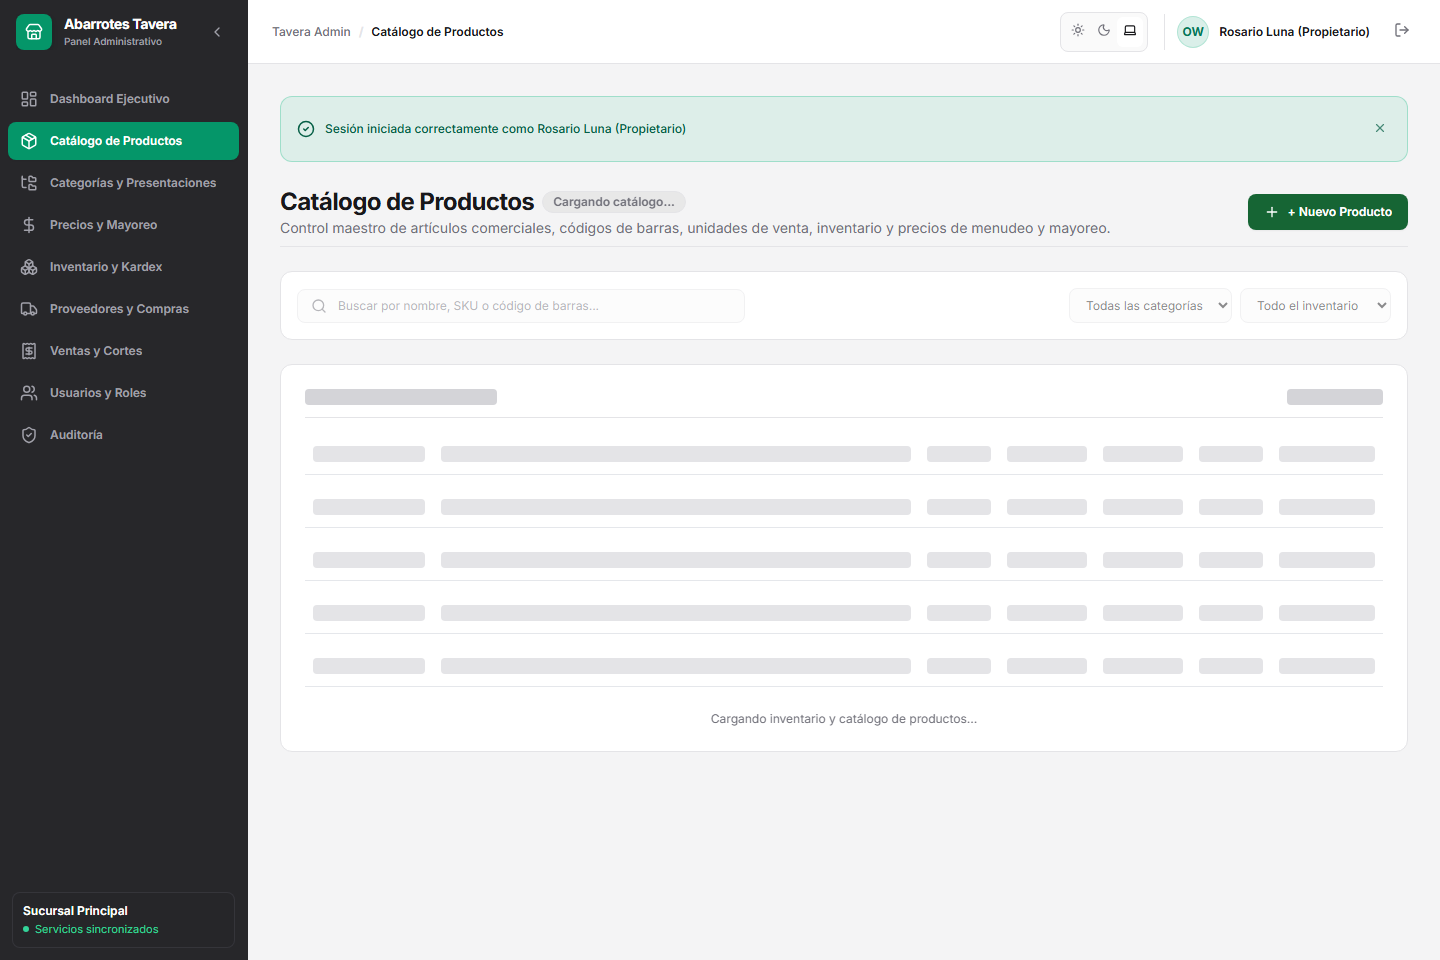 Abarrotes Tavera
Panel Administrativo
Tavera Admin / Catálogo de Productos
OW Rosario Luna (Propietario)
Dashboard Ejecutivo
Catálogo de Productos
Categorías y Presentaciones
Precios y Mayoreo
Inventario y Kardex
Proveedores y Compras
Ventas y Cortes
Usuarios y Roles
Auditoría
Sucursal Principal
Servicios sincronizados
Sesión iniciada correctamente como Rosario Luna (Propietario)
Catálogo de Productos Cargando catálogo...
Control maestro de artículos comerciales, códigos de barras, unidades de venta, inventario y precios de menudeo y mayoreo.
+ Nuevo Producto
Buscar por nombre, SKU o código de barras...
Todas las categorías
Todo el inventario
Cargando inventario y catálogo de productos...